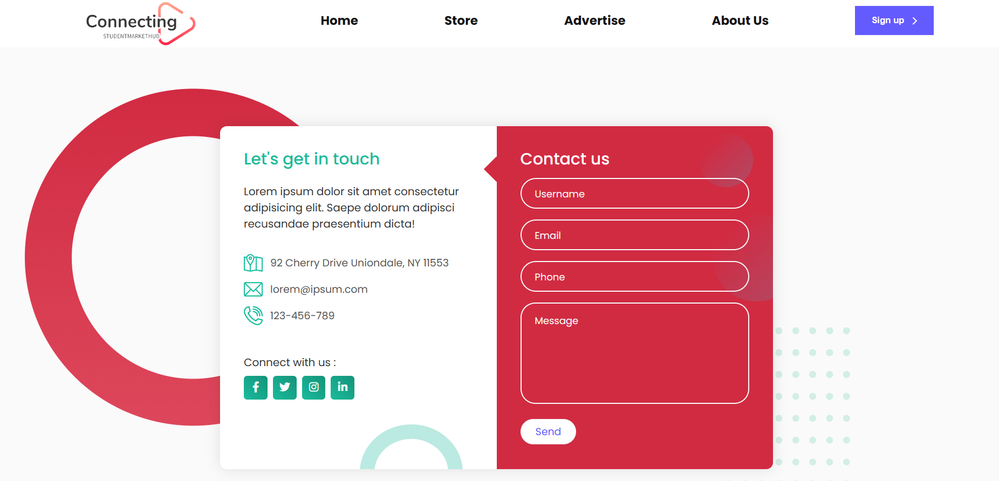 Connecting
STUDENTMARKETHUB
Home
Store
Advertise
About Us
Sign up
Let's get in touch
Lorem ipsum dolor sit amet consectetur
adipisicing elit. Saepe dolorum adipisci
recusandae praesentium dicta!
92 Cherry Drive Uniondale, NY 11553
lorem@ipsum.com
123-456-789
Connect with us :
Contact us
Username
Email
Phone
Message
Send